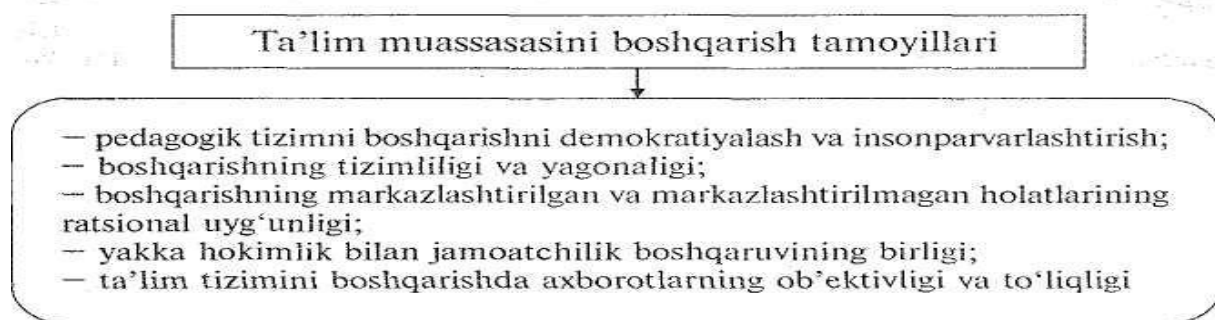 Ta’lim muassasasini boshqarish tamoyillari
— pedagogik tizimni boshqarishni demokratiyalash va insonparvarlashtirish;
— boshqarishning tizimliligi va yagonaligi;
— boshqarishning markazlashtirilgan va markazlashtirilmagan holatlarining
ratsional uyg‘unligi;
— yakka hokimlik bilan jamoatchilik boshqaruvining birligi;
— ta’lim tizimini boshqarishda axborotlarning ob’ektivligi va to‘liqligi